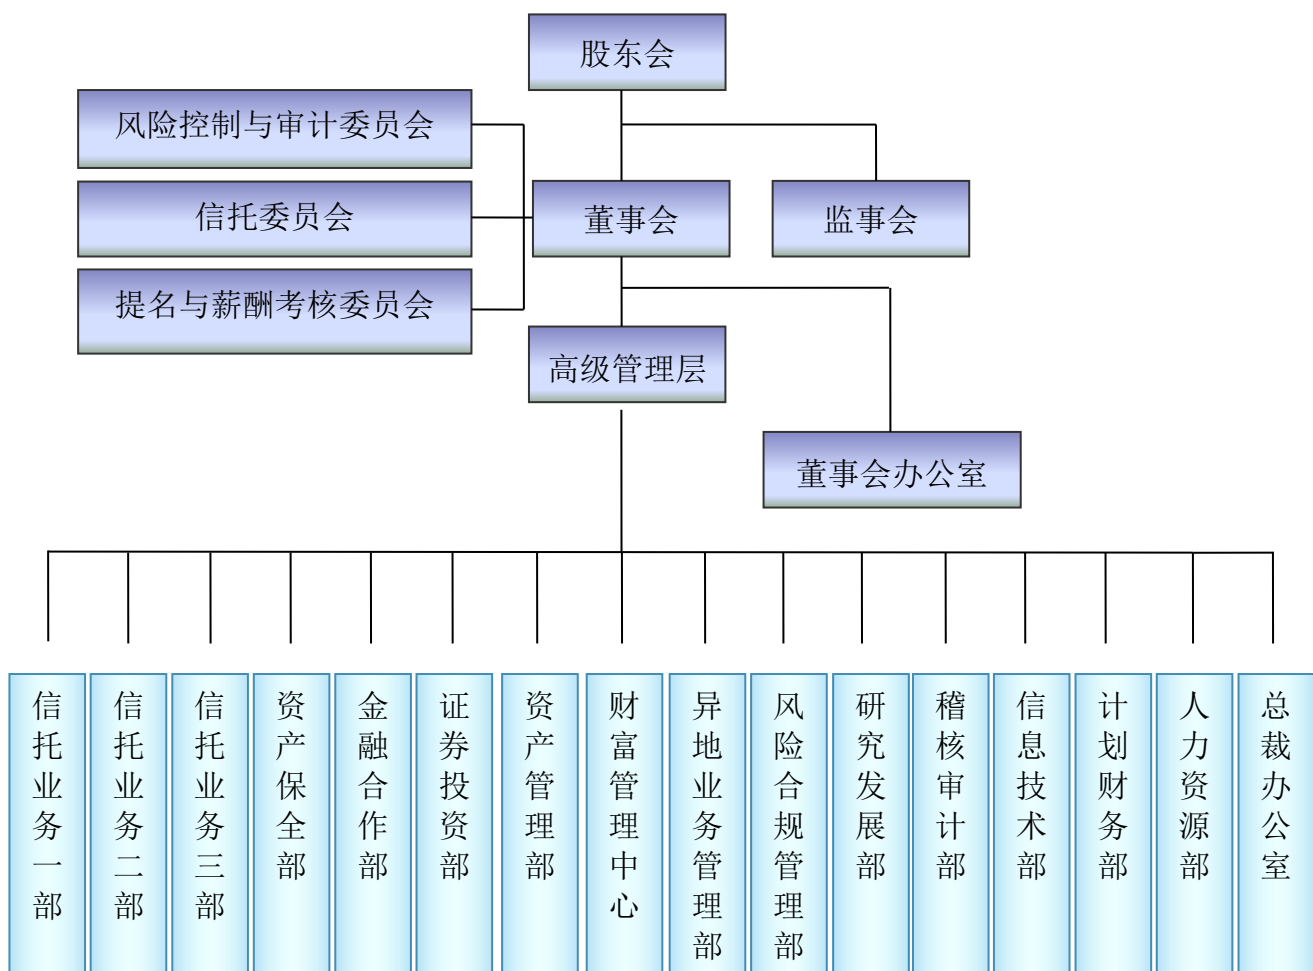 股东会
风险控制与审计委员会
信托委员会
董事会
监事会
提名与薪酬考核委员会
高级管理层
董事会办公室
信托业务一部
信托业务二部
信托业务三部
资产保全部
金融合作部
证券投资部
资产管理部
财富管理中心
异地业务管理部
风险合规管理部
研究发展部
稽核审计部
信息技术部
计划财务部
人力资源部
总裁办公室